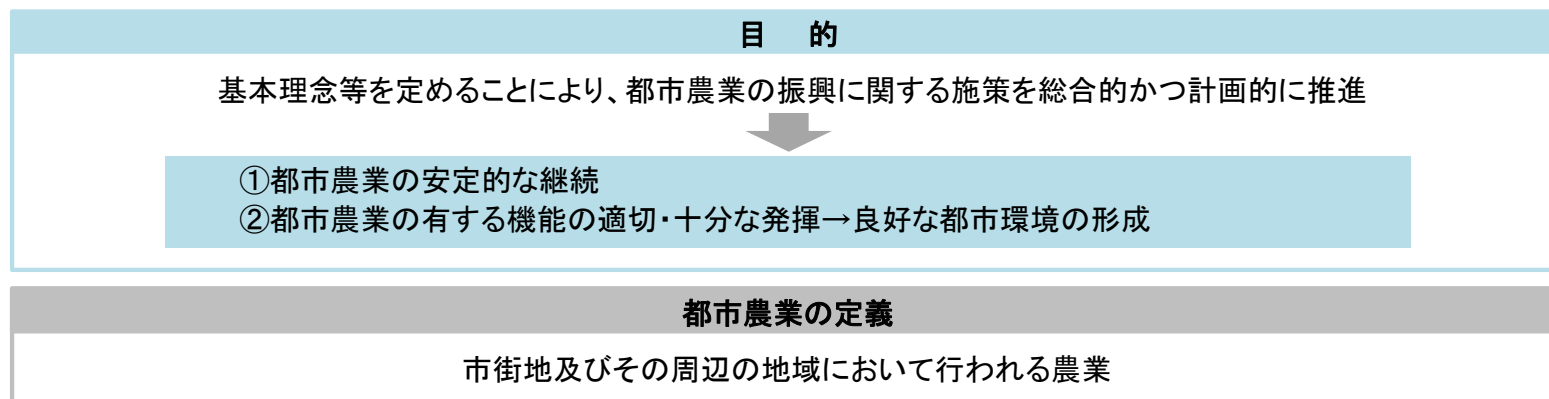 目 的
基本理念等を定めることにより、都市農業の振興に関する施策を総合的かつ計画的に推進
①都市農業の安定的な継続
②都市農業の有する機能の適切・十分な発揮→良好な都市環境の形成
都市農業の定義
市街地及びその周辺の地域において行われる農業